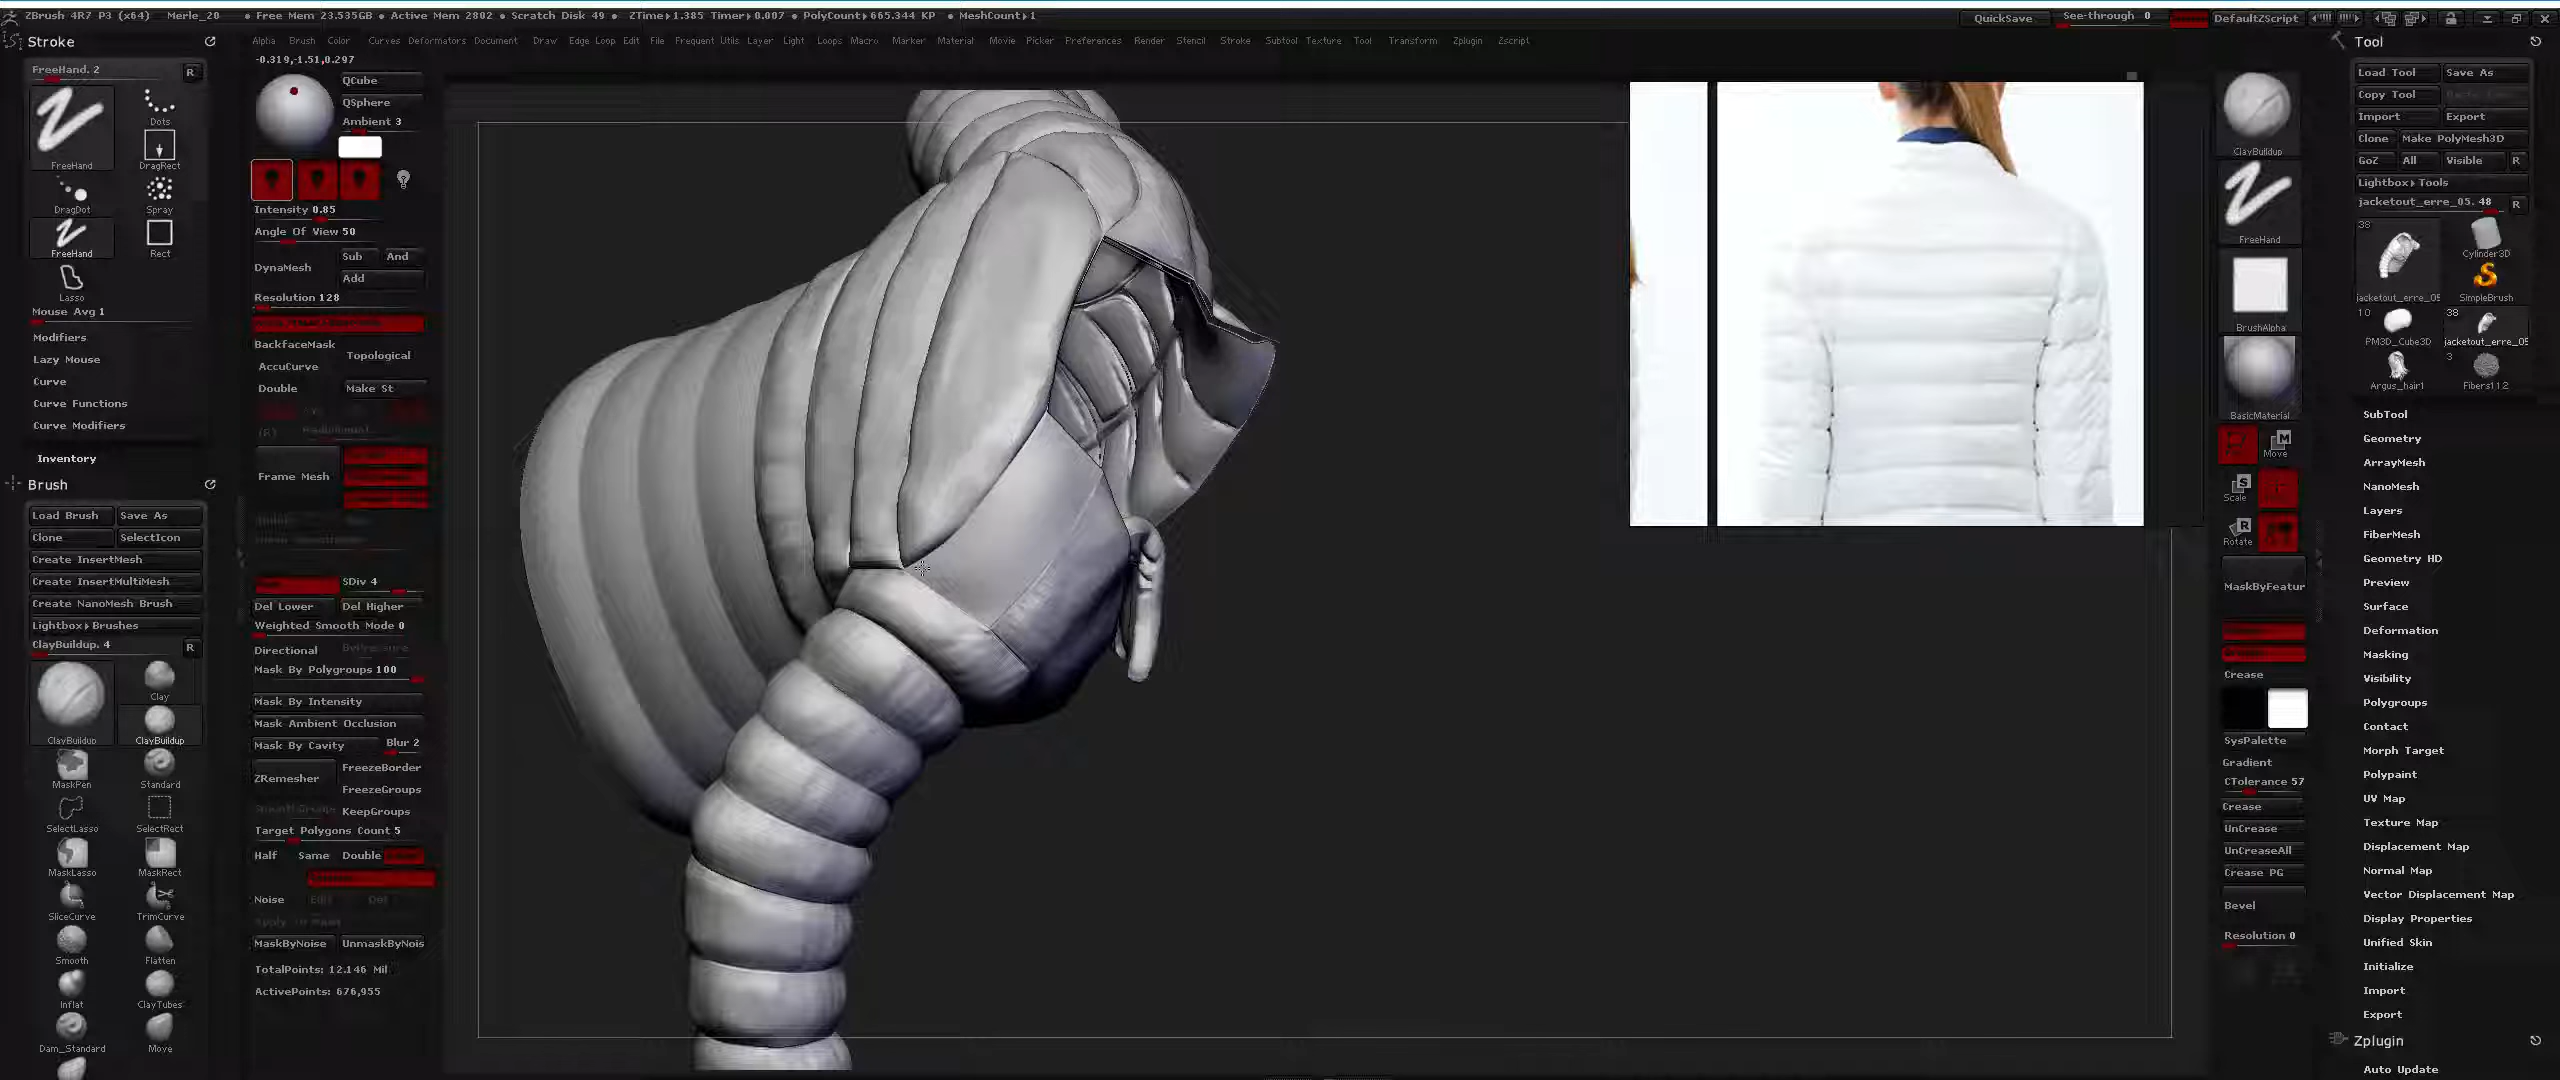 ZBrush 4R7 P3 (x64) Merle_20 • Free Mem 23.535GB • Active Mem 2802 • Scratch Disk 49 • ZTime▸1.385 Timer▸0.007 • PolyCount▸665.344 KP • MeshCount▸1
QuickSave See-through 0 DefaultZScript
Alpha Brush Color Curves Deformators Document Draw Edge Loop Edit File Frequent Utils Layer Light Loops Macro Marker Material Movie Picker Preferences Render Stencil Stroke Subtool Texture Tool Transform Zplugin Zscript
-0.319,-1.51,0.297
Stroke
FreeHand. 2 R
FreeHand
Dots
DragRect
DragDot
Spray
FreeHand
Rect
Lasso
Mouse Avg 1
Modifiers
Lazy Mouse
Curve
Curve Functions
Curve Modifiers
Inventory
Brush
Load Brush Save As
Clone SelectIcon
Create InsertMesh
Create InsertMultiMesh
Create NanoMesh Brush
Lightbox▸Brushes
ClayBuildup. 4 R
Clay
ClayBuildup ClayBuildup
MaskPen Standard
SelectLasso SelectRect
MaskLasso MaskRect
SliceCurve TrimCurve
Smooth Flatten
Inflat ClayTubes
Dam_Standard Move
QCube
QSphere
Ambient 3
Intensity 0.85
Angle Of View 50
Sub And
DynaMesh
Add
Resolution 128
BackfaceMask
Topological
AccuCurve
Double Make St
(R)
Frame Mesh
SDiv 4
Del Lower Del Higher
Weighted Smooth Mode 0
Directional
Mask By Polygroups 100
Mask By Intensity
Mask Ambient Occlusion
Mask By Cavity Blur 2
ZRemesher FreezeBorder
FreezeGroups
KeepGroups
Target Polygons Count 5
Half Same Double
Noise
MaskByNoise UnmaskByNois
TotalPoints: 12.146 Mil
ActivePoints: 676,955
ClayBuildup
FreeHand
BrushAlpha
BasicMaterial
Move
Scale
Rotate
MaskByFeatur
Crease
SysPalette
Gradient
CTolerance 57
Crease
UnCrease
UnCreaseAll
Crease PG
Bevel
Resolution 0
Tool
Load Tool Save As
Copy Tool
Import Export
Clone Make PolyMesh3D
GoZ All Visible R
Lightbox▸Tools
jacketout_erre_05. 48 R
38
Cylinder3D
jacketout_erre_05 SimpleBrush
10 38
PM3D_Cube3D jacketout_erre_05
3
Argus_hair1 Fibers112
SubTool
Geometry
ArrayMesh
NanoMesh
Layers
FiberMesh
Geometry HD
Preview
Surface
Deformation
Masking
Visibility
Polygroups
Contact
Morph Target
Polypaint
UV Map
Texture Map
Displacement Map
Normal Map
Vector Displacement Map
Display Properties
Unified Skin
Initialize
Import
Export
Zplugin
Auto Update